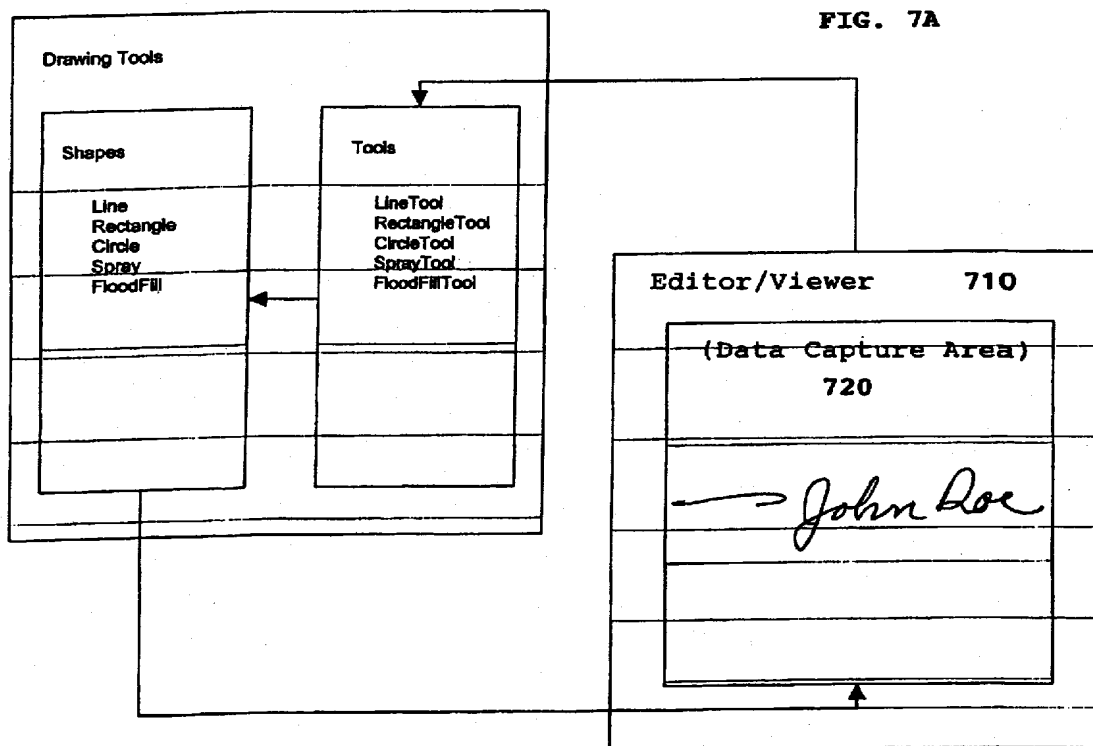 FIG. 7A
Drawing Tools
Shapes
Line
Rectangle
Circle
Spray
FloodFill
Tools
LineTool
RectangleTool
CircleTool
SprayTool
FloodFillTool
Editor/Viewer 710
(Data Capture Area)
720
John Doe